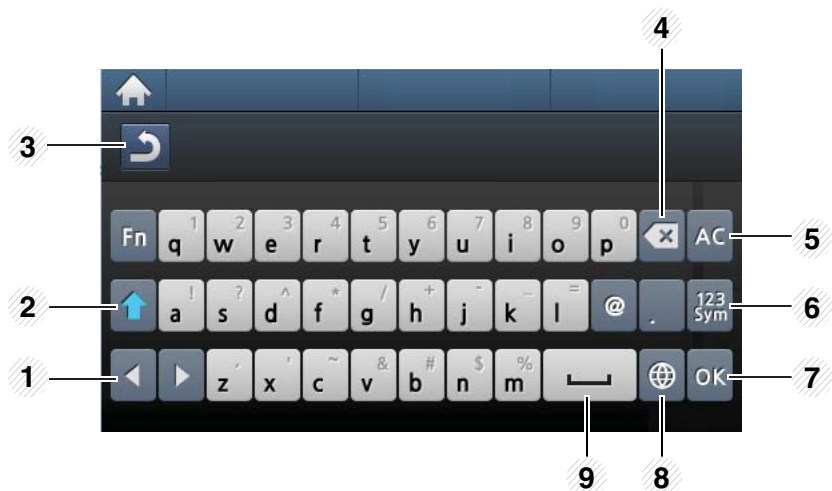 4
3
Fn q 1 w 2 e 3 r 4 t 5 y 6 u 7 i 8 o 9 p 0 AC
5
2
a ! s ? d ^ f * g / h + j - k _ l = @ . 123 Sym
6
1
z , x ' c ~ v & b # n $ m % OK
7
9 8